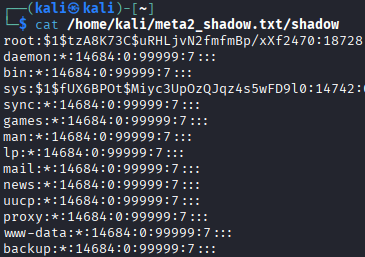 ┌──(kali㉿kali)-[~]
└─$ cat /home/kali/meta2_shadow.txt/shadow
root:$1$tzA8K73C$uRHLjvN2fmfmBp/xXf2470:18728
daemon:*:14684:0:99999:7:::
bin:*:14684:0:99999:7:::
sys:$1$fUX6BPOt$Miyc3UpOzQJqz4s5wFD9l0:14742:
sync:*:14684:0:99999:7:::
games:*:14684:0:99999:7:::
man:*:14684:0:99999:7:::
lp:*:14684:0:99999:7:::
mail:*:14684:0:99999:7:::
news:*:14684:0:99999:7:::
uucp:*:14684:0:99999:7:::
proxy:*:14684:0:99999:7:::
www-data:*:14684:0:99999:7:::
backup:*:14684:0:99999:7:::